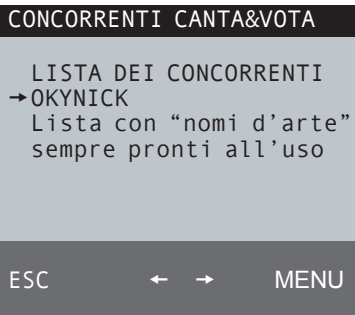 CONCORRENTI CANTA&VOTA
LISTA DEI CONCORRENTI
→OKYNICK
Lista con “nomi d’arte”
sempre pronti all’uso
ESC ← → MENU